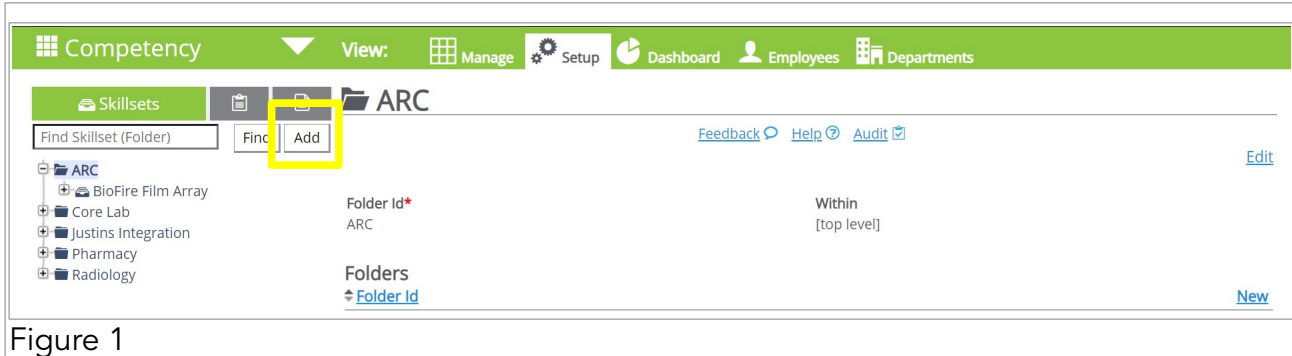 Competency View: Manage Setup Dashboard Employees Departments
Skillsets ARC
Find Skillset (Folder) Find Add Feedback Help Audit
Edit
ARC
BioFire Film Array
Core Lab
Justins Integration
Pharmacy
Radiology
Folder Id* Within
ARC [top level]
Folders
Folder Id New
Figure 1